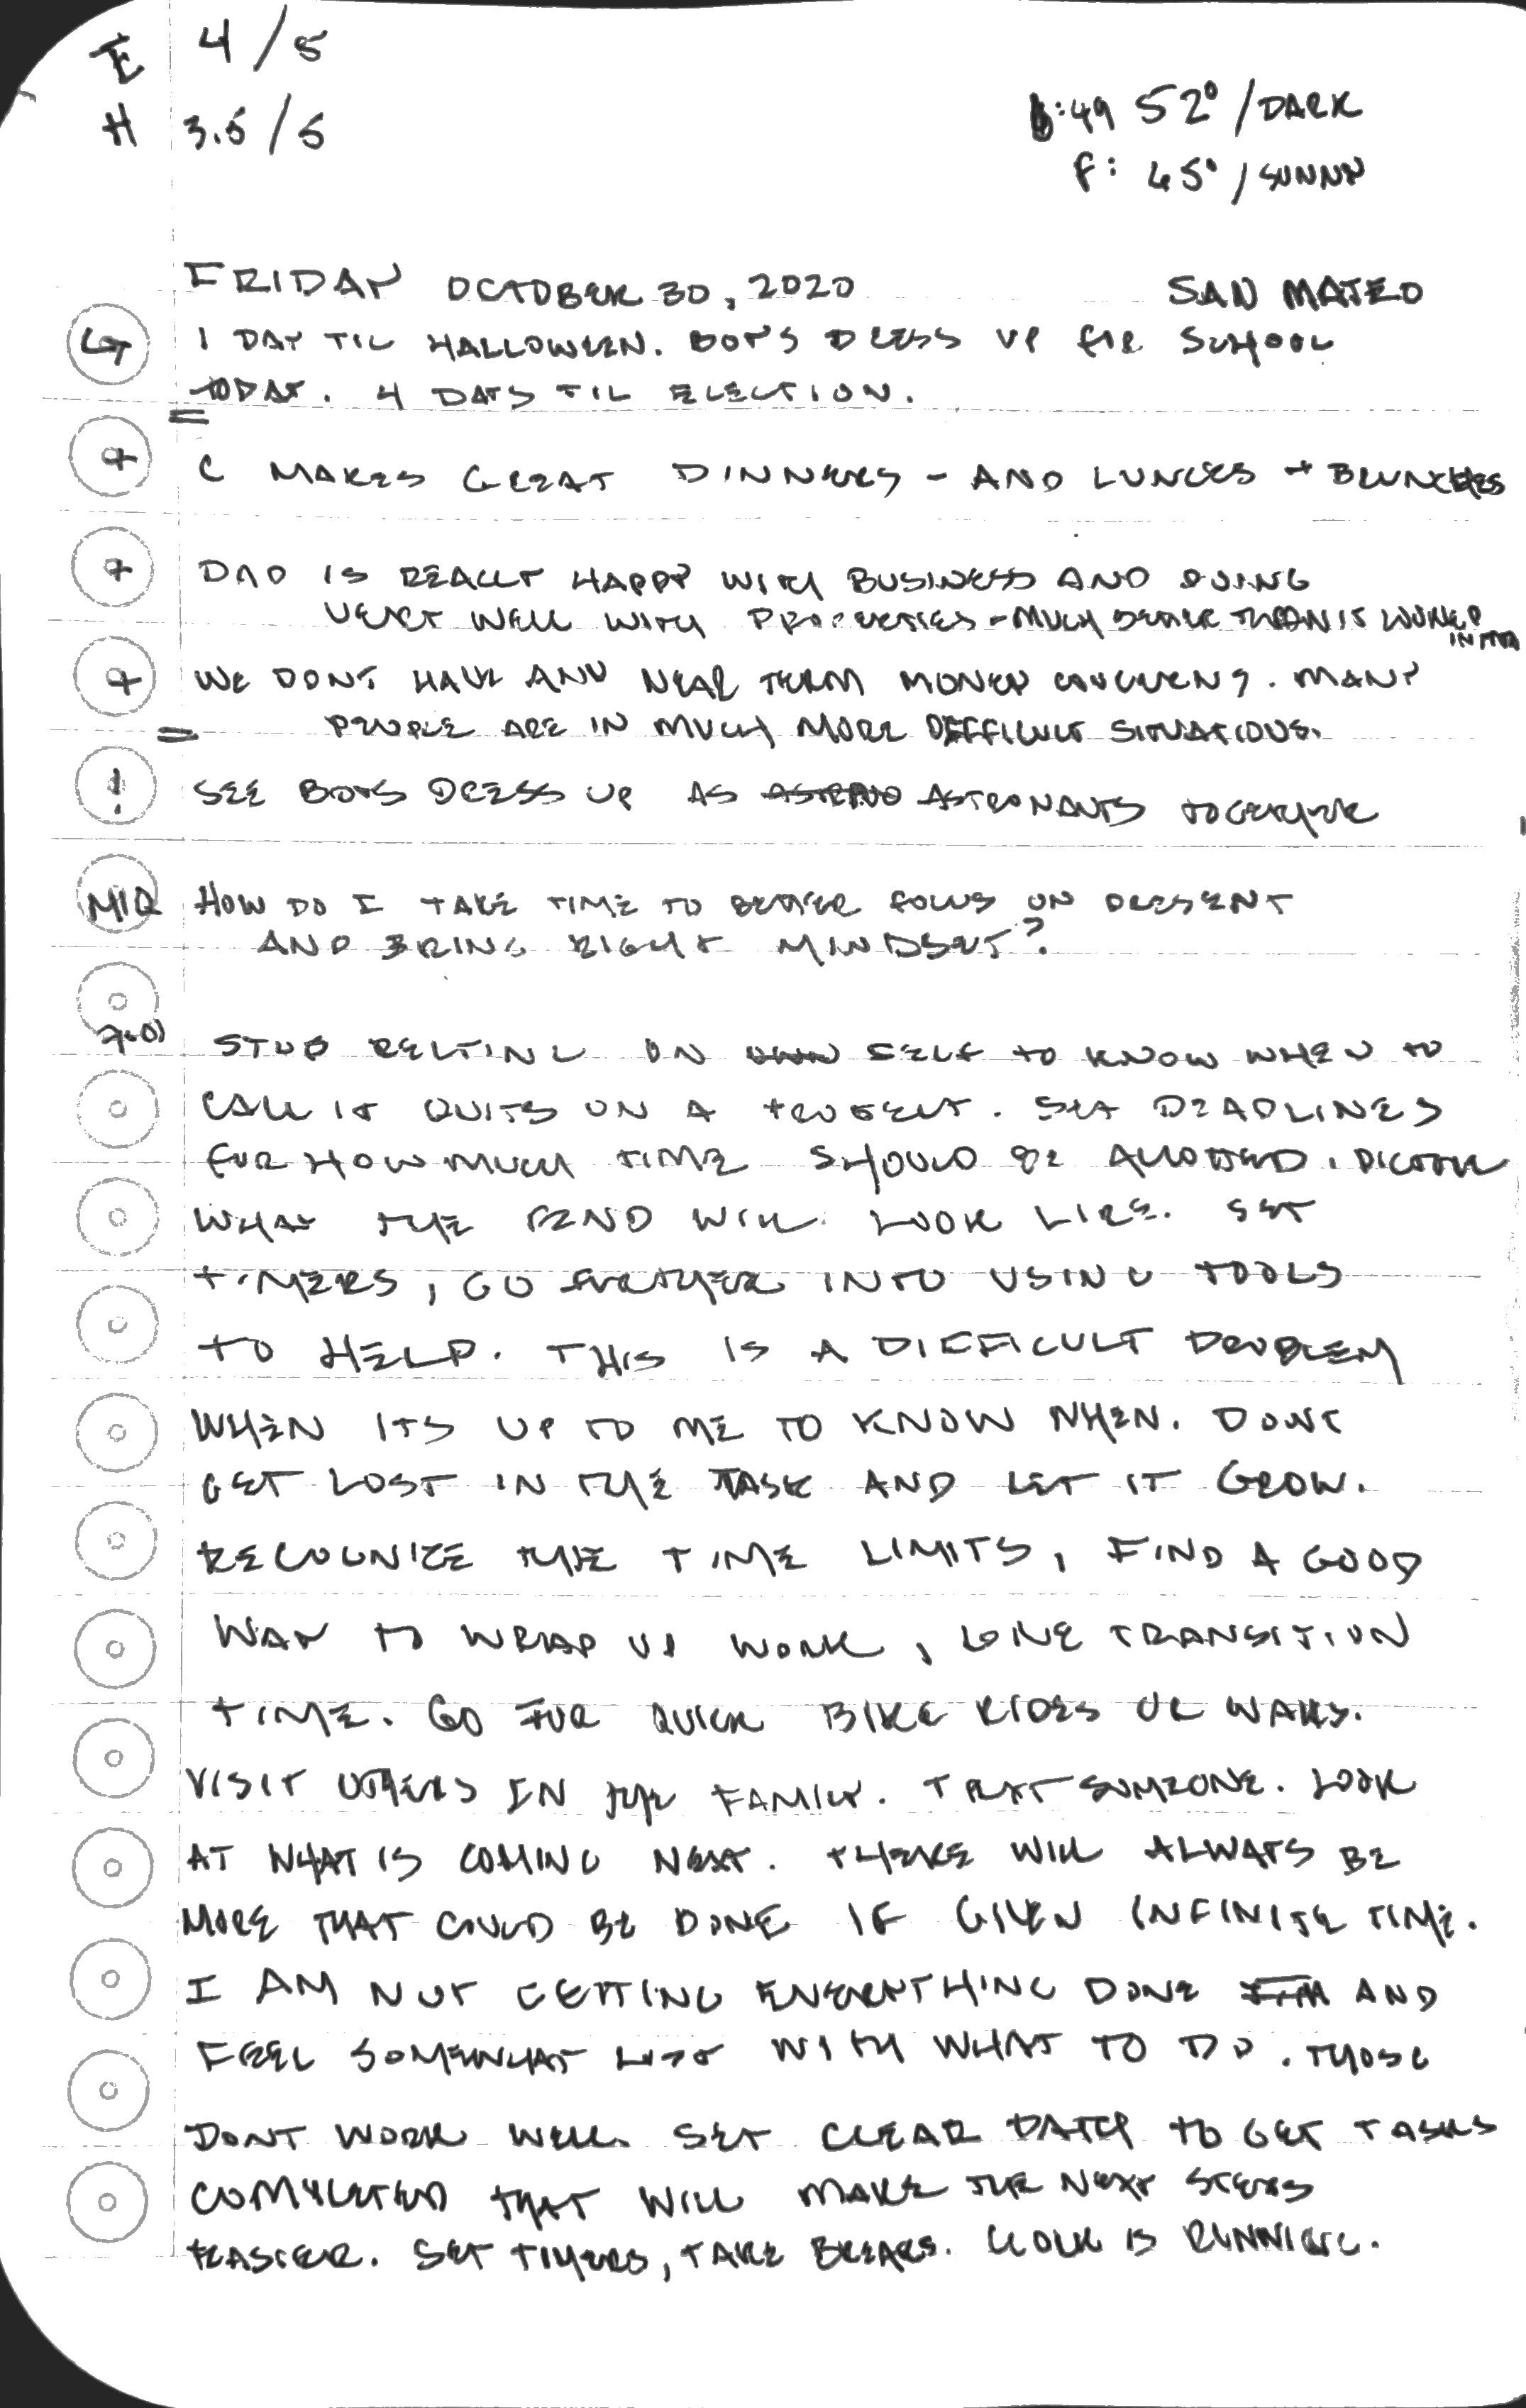 E 4/5
H 3.5/5
6:49 52°/DARK
F: 65°/SUNNY
FRIDAY OCTOBER 30, 2020 SAN MATEO
G 1 DAY TIL HALLOWEEN. BOYS DRESS UP FOR SCHOOL
TODAY. 4 DAYS TIL ELECTION.
=
+ C MAKES GREAT DINNERS - AND LUNCES + BRUNCHES
+ DAD IS REALLY HAPPY WITH BUSINESS AND DOING
VERY WELL WITH PROPERTIES - MUCH BETTER THAN IT LOOKED
IN
+ WE DONT HAVE ANY NEAR TERM MONEY CONCERNS. MANY
PEOPLE ARE IN MUCH MORE DIFFICULT SITUATIONS.
=
! SEE BOYS DRESS UP AS ASTRONO ASTRONAUTS TOGETHER
MIQ HOW DO I TAKE TIME TO BETTER FOCUS ON PRESENT
AND BRING RIGHT MINDSET?
7:01 STOP RELYING ON OWN SELF TO KNOW WHEN TO
CALL IT QUITS ON A PROJECT. SET DEADLINES
FOR HOW MUCH TIME SHOULD BE ALLOTTED. DICTATE
WHAT THE END WILL LOOK LIKE. SET
TIMERS, GO FURTHER INTO USING TOOLS
TO HELP. THIS IS A DIFFICULT PROBLEM
WHEN ITS UP TO ME TO KNOW WHEN. DONT
GET LOST IN THE TASK AND LET IT GROW.
RECOGNIZE THE TIME LIMITS, FIND A GOOD
WAY TO WRAP UP WORK, LOVE TRANSITION
TIME. GO FOR QUICK BIKE RIDES OR WALKS.
VISIT OTHERS IN THE FAMILY. TEXT SOMEONE. LOOK
AT WHAT IS COMING NEXT. THERE WILL ALWAYS BE
MORE THAT COULD BE DONE IF GIVEN INFINITE TIME.
I AM NOT GETTING EVERYTHING DONE AND
FEEL SOMEWHAT LOST WITH WHAT TO DO. THOSE
DONT WORK WELL. SET CLEAR PATH TO GET TASKS
COMPLETED THAT WILL MAKE THE NEXT STEPS
EASIER. SET TIMERS, TAKE BREAKS. CLOCK IS RUNNING.